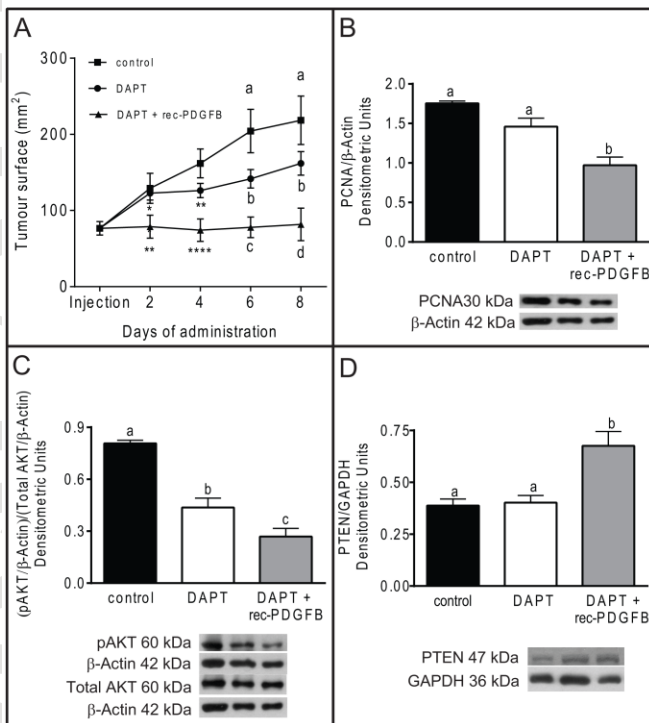 A
control
DAPT
DAPT + rec-PDGFB
Tumour surface (mm²)
300
200
100
0
a
a
*
**
b
b
**
****
c
d
Injection 2 4 6 8
Days of administration
B
PCNA/β-Actin
Densitometric Units
2.0
1.5
1.0
0.5
0.0
a
a
b
control DAPT DAPT +
rec-PDGFB
PCNA30 kDa
β-Actin 42 kDa
C
(pAKT/β-Actin)/(Total AKT/β-Actin)
Densitometric Units
0.9
0.6
0.3
0.0
a
b
c
control DAPT DAPT +
rec-PDGFB
pAKT 60 kDa
β-Actin 42 kDa
Total AKT 60 kDa
β-Actin 42 kDa
D
PTEN/GAPDH
Densitometric Units
0.75
0.50
0.25
0.00
a
a
b
control DAPT DAPT +
rec-PDGFB
PTEN 47 kDa
GAPDH 36 kDa